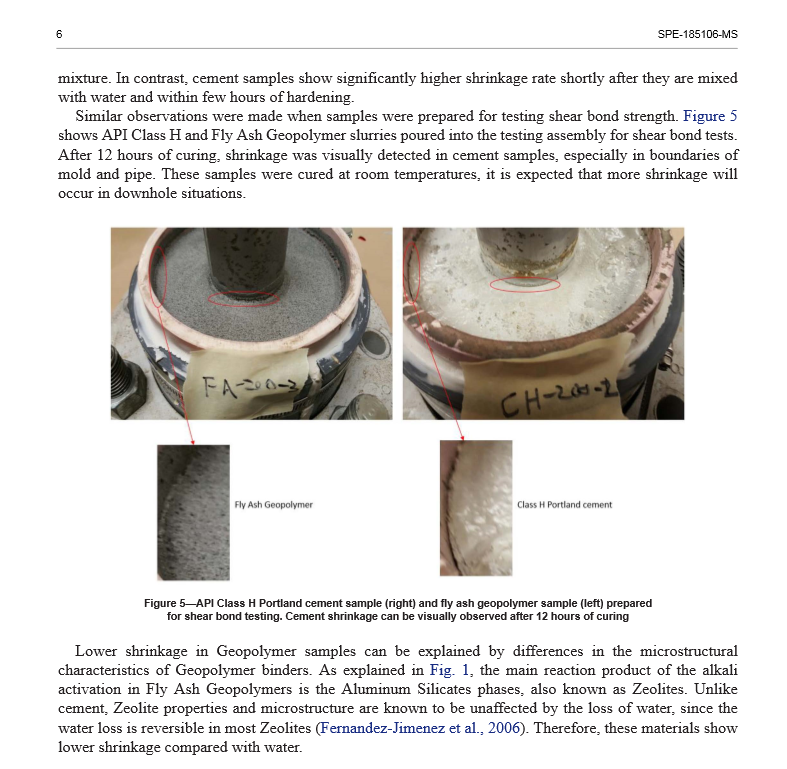 6 SPE-185106-MS
mixture. In contrast, cement samples show significantly higher shrinkage rate shortly after they are mixed
with water and within few hours of hardening.
Similar observations were made when samples were prepared for testing shear bond strength. Figure 5
shows API Class H and Fly Ash Geopolymer slurries poured into the testing assembly for shear bond tests.
After 12 hours of curing, shrinkage was visually detected in cement samples, especially in boundaries of
mold and pipe. These samples were cured at room temperatures, it is expected that more shrinkage will
occur in downhole situations.
FA-200-2
CH-200-2
Fly Ash Geopolymer
Class H Portland cement
Figure 5—API Class H Portland cement sample (right) and fly ash geopolymer sample (left) prepared
for shear bond testing. Cement shrinkage can be visually observed after 12 hours of curing
Lower shrinkage in Geopolymer samples can be explained by differences in the microstructural
characteristics of Geopolymer binders. As explained in Fig. 1, the main reaction product of the alkali
activation in Fly Ash Geopolymers is the Aluminum Silicates phases, also known as Zeolites. Unlike
cement, Zeolite properties and microstructure are known to be unaffected by the loss of water, since the
water loss is reversible in most Zeolites (Fernandez-Jimenez et al., 2006). Therefore, these materials show
lower shrinkage compared with water.